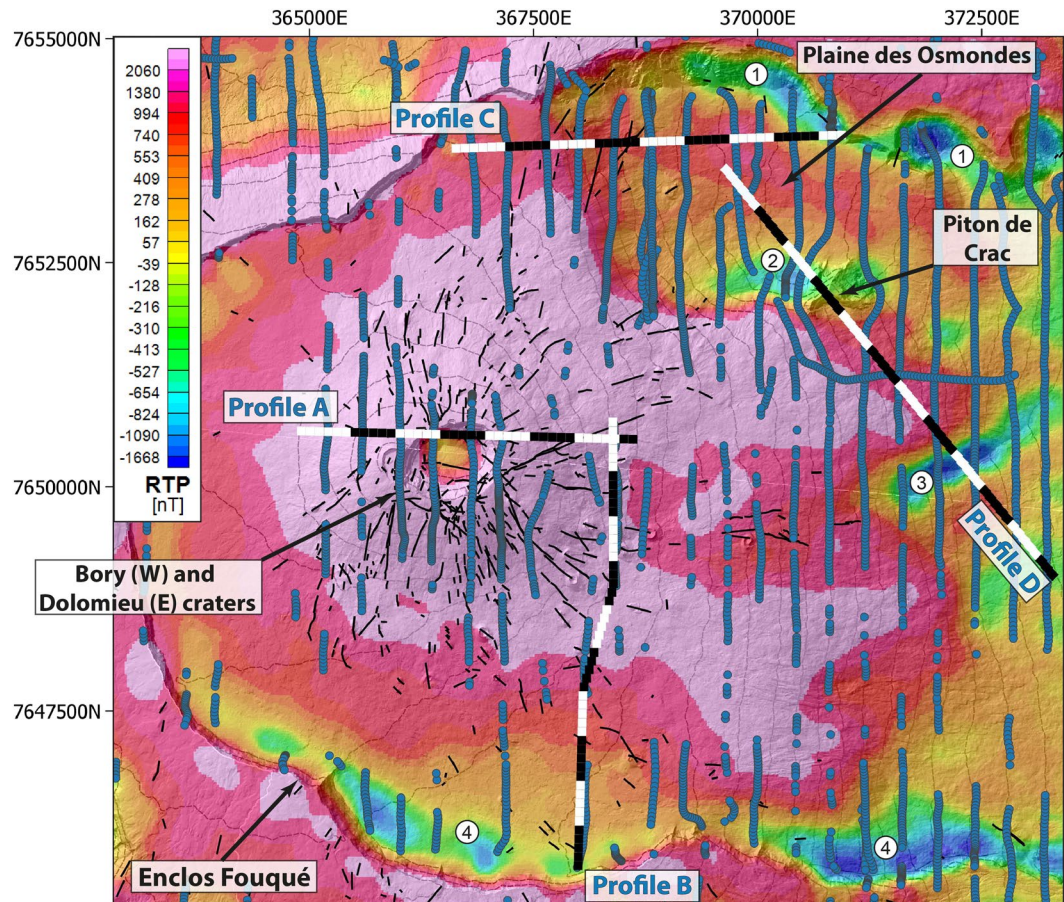 365000E
367500E
370000E
372500E
7655000N
7652500N
7650000N
7647500N
2060
1380
994
740
553
409
278
162
57
-39
-128
-216
-310
-413
-527
-654
-824
-1090
-1668
RTP
[nT]
Plaine des Osmondes
1
Profile C
1
Piton de
Crac
2
Profile A
3
Profile D
Bory (W) and
Dolomieu (E) craters
4
4
Enclos Fouqué
Profile B